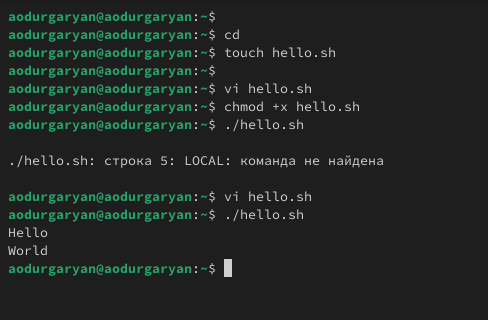 aodurgaryan@aodurgaryan:~$
aodurgaryan@aodurgaryan:~$ cd
aodurgaryan@aodurgaryan:~$ touch hello.sh
aodurgaryan@aodurgaryan:~$
aodurgaryan@aodurgaryan:~$ vi hello.sh
aodurgaryan@aodurgaryan:~$ chmod +x hello.sh
aodurgaryan@aodurgaryan:~$ ./hello.sh
./hello.sh: строка 5: LOCAL: команда не найдена
aodurgaryan@aodurgaryan:~$ vi hello.sh
aodurgaryan@aodurgaryan:~$ ./hello.sh
Hello
World
aodurgaryan@aodurgaryan:~$